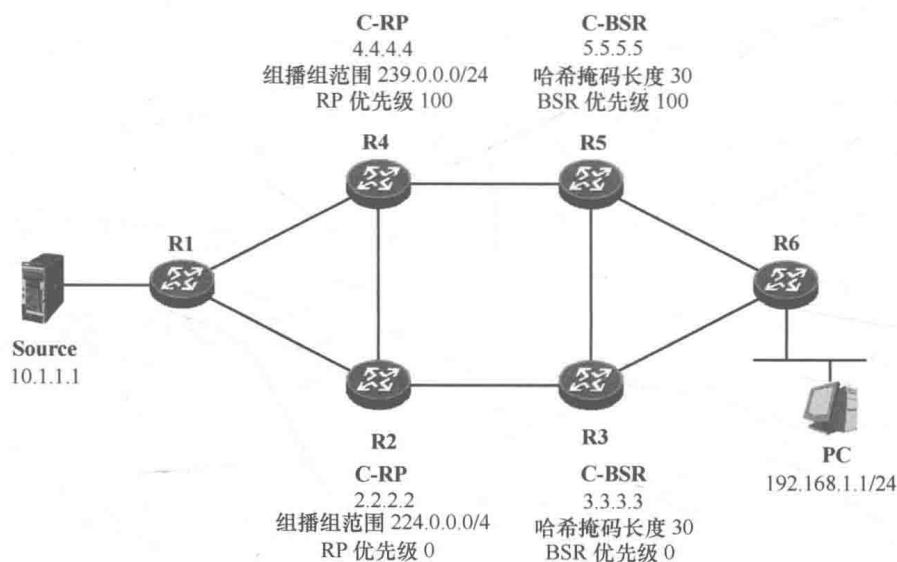 C-RP
4.4.4.4
组播组范围 239.0.0.0/24
RP 优先级 100
C-BSR
5.5.5.5
哈希掩码长度 30
BSR 优先级 100
R4
R5
R1
R6
Source
10.1.1.1
R2
R3
PC
192.168.1.1/24
C-RP
2.2.2.2
组播组范围 224.0.0.0/4
RP 优先级 0
C-BSR
3.3.3.3
哈希掩码长度 30
BSR 优先级 0